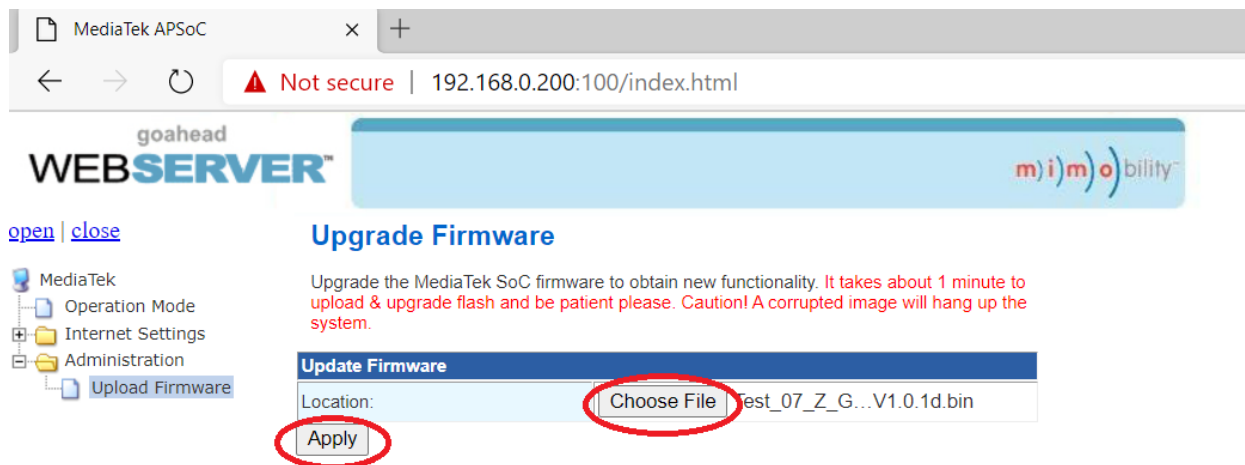 MediaTek APSoC
Not secure | 192.168.0.200:100/index.html
goahead
WEBSERVER™
m)i)m)o)bility™
open | close
Upgrade Firmware
MediaTek
Operation Mode
Internet Settings
Administration
Upload Firmware
Upgrade the MediaTek SoC firmware to obtain new functionality. It takes about 1 minute to
upload & upgrade flash and be patient please. Caution! A corrupted image will hang up the
system.
Update Firmware
Location:
Choose File Test_07_Z_G...V1.0.1d.bin
Apply